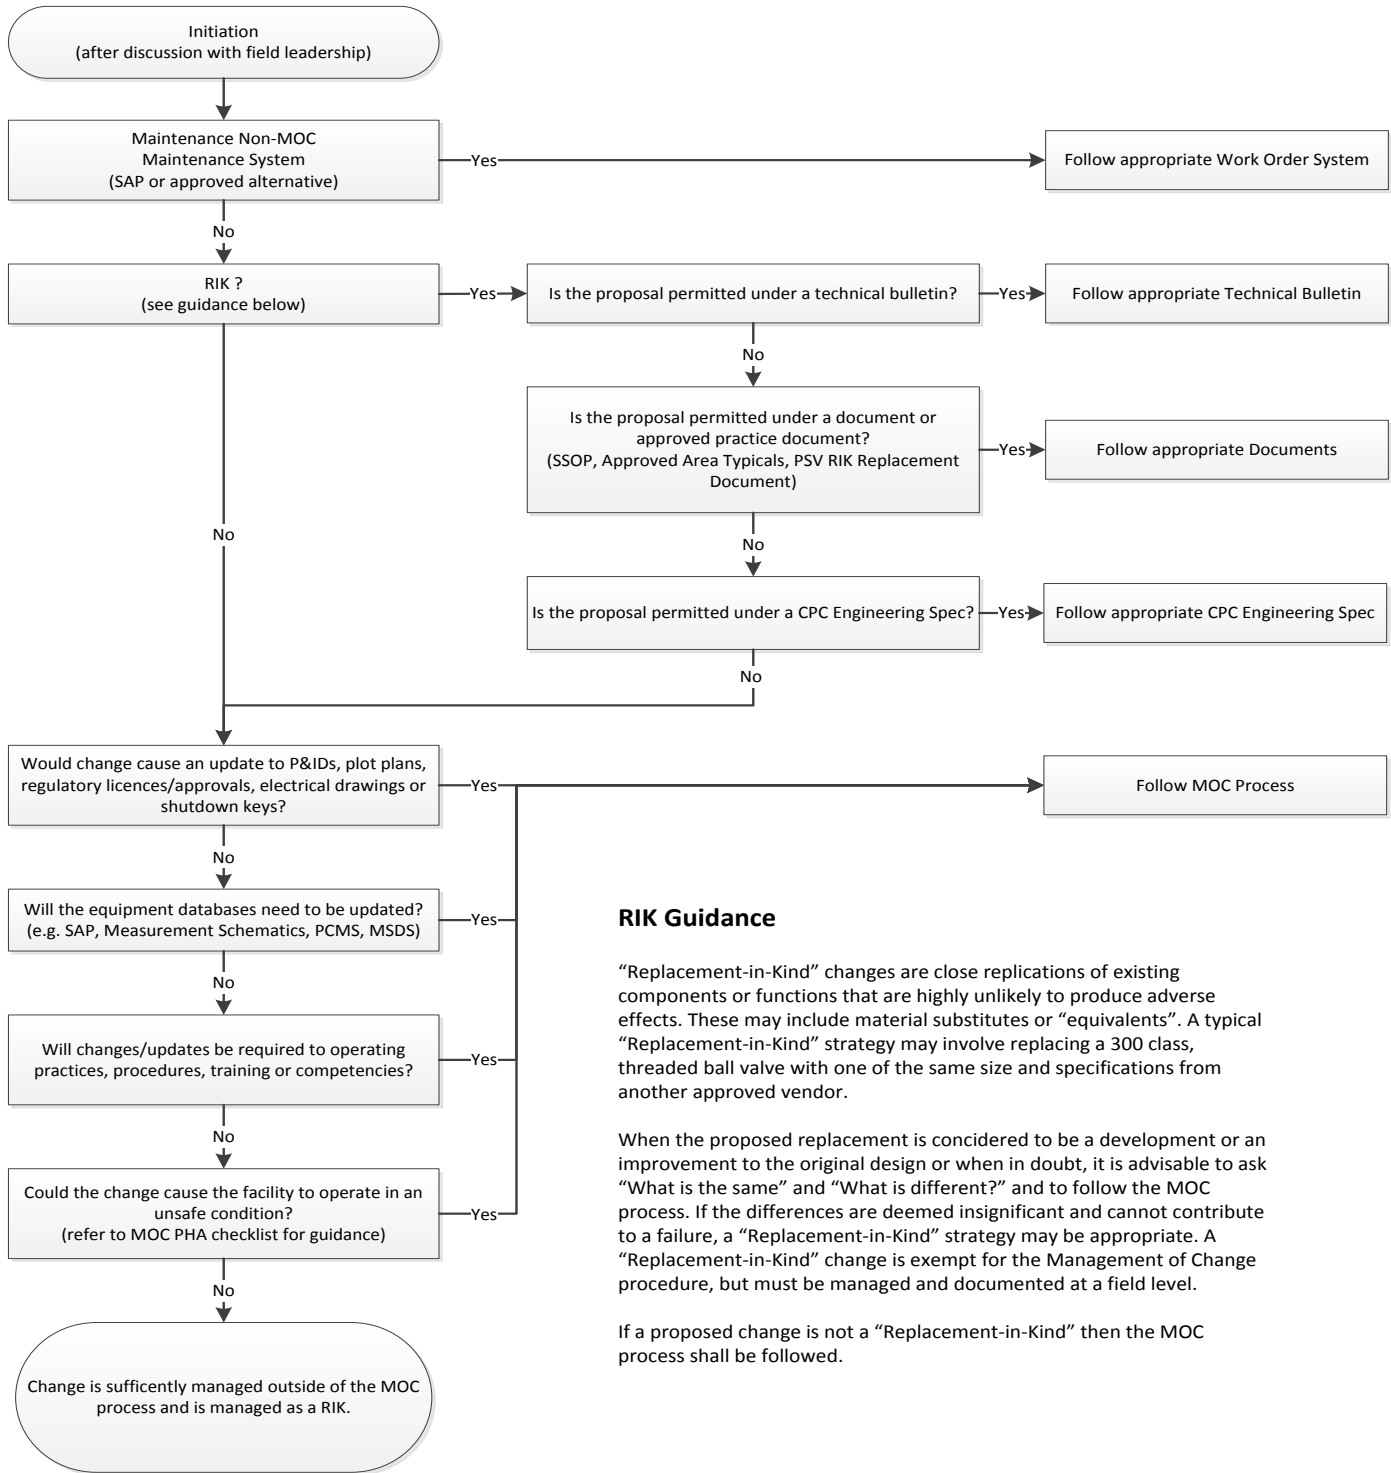 Initiation
(after discussion with field leadership)
Maintenance Non-MOC
Maintenance System
(SAP or approved alternative)
Yes
Follow appropriate Work Order System
No
RIK ?
(see guidance below)
Yes
Is the proposal permitted under a technical bulletin?
Yes
Follow appropriate Technical Bulletin
No
Is the proposal permitted under a document or
approved practice document?
(SSOP, Approved Area Typicals, PSV RIK Replacement
Document)
Yes
Follow appropriate Documents
No
No
Is the proposal permitted under a CPC Engineering Spec?
Yes
Follow appropriate CPC Engineering Spec
No
Would change cause an update to P&IDs, plot plans,
regulatory licences/approvals, electrical drawings or
shutdown keys?
Yes
Follow MOC Process
No
Will the equipment databases need to be updated?
(e.g. SAP, Measurement Schematics, PCMS, MSDS)
Yes
No
Will changes/updates be required to operating
practices, procedures, training or competencies?
Yes
No
Could the change cause the facility to operate in an
unsafe condition?
(refer to MOC PHA checklist for guidance)
Yes
No
Change is sufficently managed outside of the MOC
process and is managed as a RIK.
RIK Guidance
“Replacement-in-Kind” changes are close replications of existing
components or functions that are highly unlikely to produce adverse
effects. These may include material substitutes or “equivalents”. A typical
“Replacement-in-Kind” strategy may involve replacing a 300 class,
threaded ball valve with one of the same size and specifications from
another approved vendor.
When the proposed replacement is concidered to be a development or an
improvement to the original design or when in doubt, it is advisable to ask
“What is the same” and “What is different?” and to follow the MOC
process. If the differences are deemed insignificant and cannot contribute
to a failure, a “Replacement-in-Kind” strategy may be appropriate. A
“Replacement-in-Kind” change is exempt for the Management of Change
procedure, but must be managed and documented at a field level.
If a proposed change is not a “Replacement-in-Kind” then the MOC
process shall be followed.